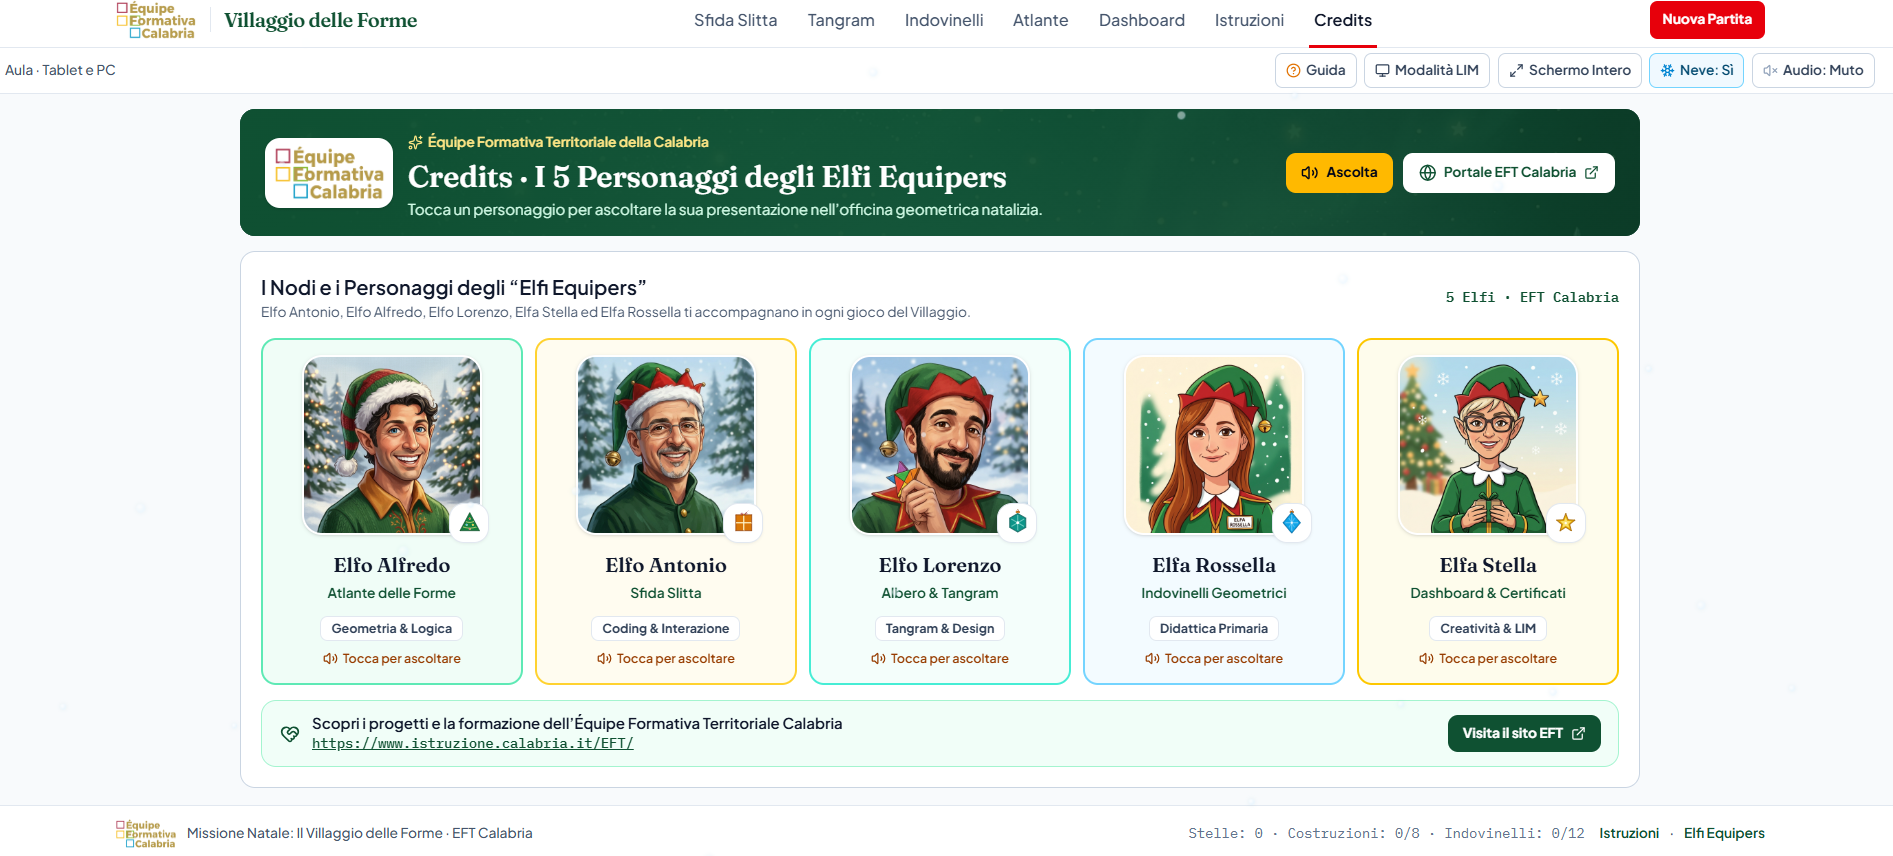 Équipe
Formativa
Calabria
Villaggio delle Forme
Sfida Slitta
Tangram
Indovinelli
Atlante
Dashboard
Istruzioni
Credits
Nuova Partita
Aula · Tablet e PC
Guida
Modalità LIM
Schermo Intero
Neve: Sì
Audio: Muto
Équipe
Formativa
Calabria
Équipe Formativa Territoriale della Calabria
Credits · I 5 Personaggi degli Elfi Equipers
Tocca un personaggio per ascoltare la sua presentazione nell’officina geometrica natalizia.
Ascolta
Portale EFT Calabria
I Nodi e i Personaggi degli “Elfi Equipers”
Elfo Antonio, Elfo Alfredo, Elfo Lorenzo, Elfa Stella ed Elfa Rossella ti accompagnano in ogni gioco del Villaggio.
5 Elfi · EFT Calabria
Elfo Alfredo
Atlante delle Forme
Geometria & Logica
Tocca per ascoltare
Elfo Antonio
Sfida Slitta
Coding & Interazione
Tocca per ascoltare
Elfo Lorenzo
Albero & Tangram
Tangram & Design
Tocca per ascoltare
ELFA
ROSSELLA
Elfa Rossella
Indovinelli Geometrici
Didattica Primaria
Tocca per ascoltare
Elfa Stella
Dashboard & Certificati
Creatività & LIM
Tocca per ascoltare
Scopri i progetti e la formazione dell’Équipe Formativa Territoriale Calabria
https://www.istruzione.calabria.it/EFT/
Visita il sito EFT
Équipe
Formativa
Calabria
Missione Natale: Il Villaggio delle Forme · EFT Calabria
Stelle: 0 · Costruzioni: 0/8 · Indovinelli: 0/12
Istruzioni · Elfi Equipers